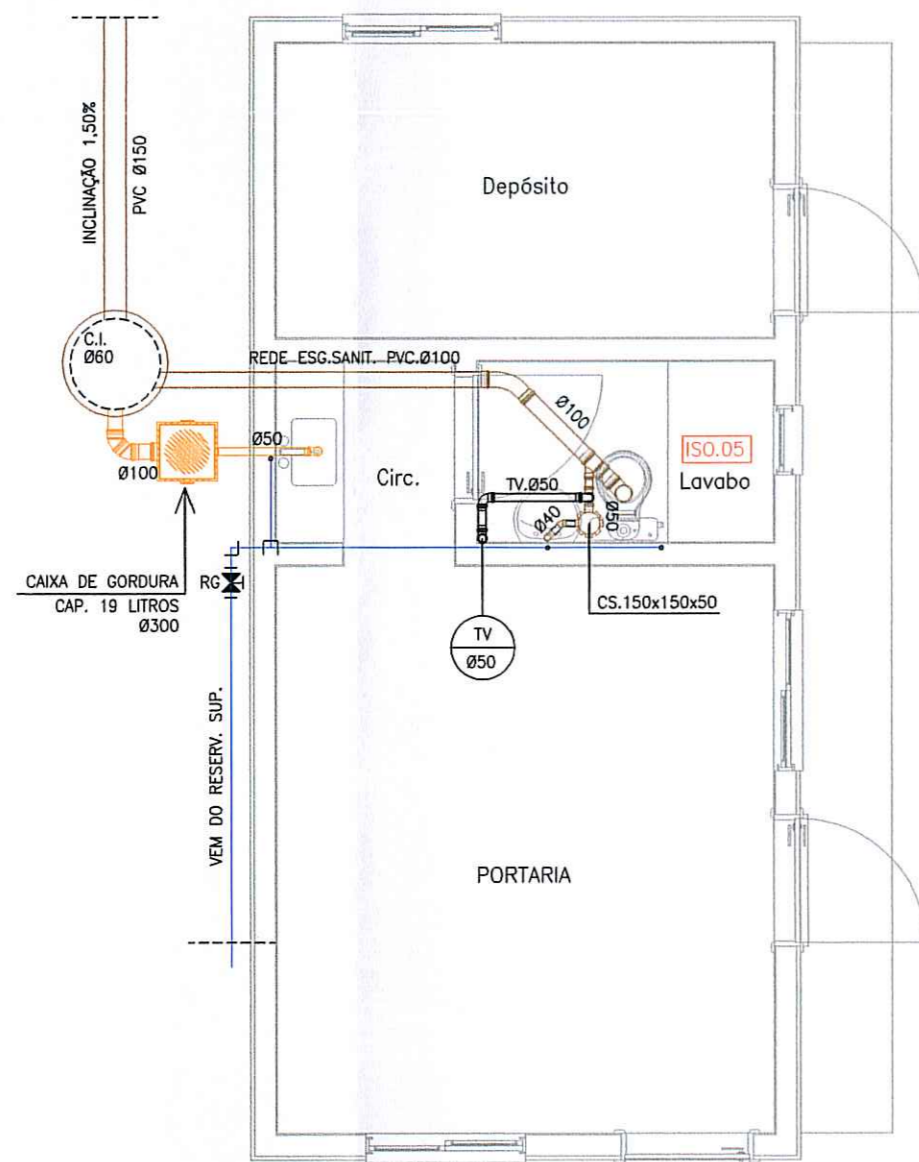 INCLINAÇÃO 1,50%
PVC Ø150
Depósito
C.I.
Ø60
REDE ESG.SANIT. PVC.Ø100
Ø100
Ø50
Ø100
Circ.
ISO.05
Lavabo
TV.Ø50
Ø40
Ø50
CAIXA DE GORDURA
CAP. 19 LITROS
Ø300
RG
CS.150x150x50
TV
Ø50
VEM DO RESERV. SUP.
PORTARIA